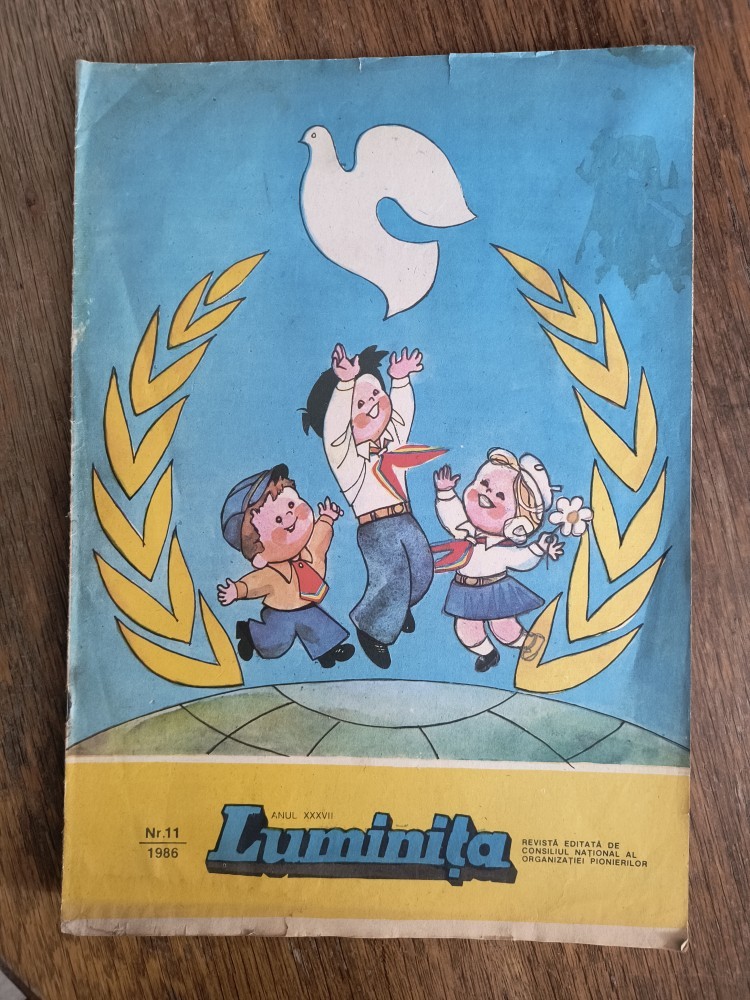 ANUL XXXVII
Nr.11
1986
Luminița
REVISTĂ EDITATĂ DE
CONSILIUL NAȚIONAL AL
ORGANIZAȚIEI PIONIERILOR